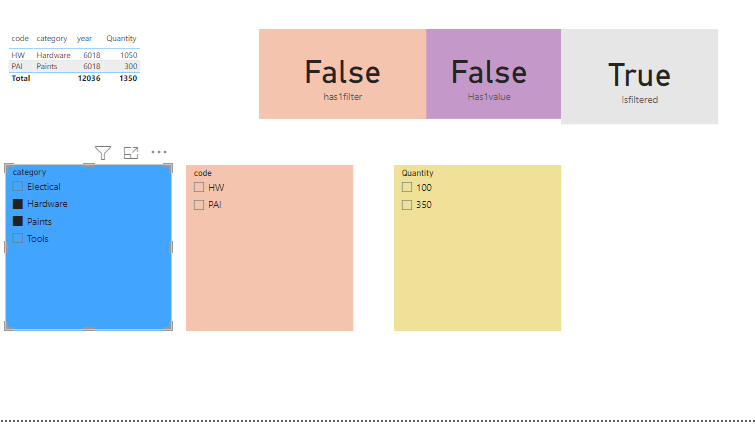 code category year Quantity
HW Hardware 6018 1050
PAI Paints 6018 300
Total 12036 1350
False
has1filter
False
Has1value
True
Isfiltered
category
Electical
Hardware
Paints
Tools
code
HW
PAI
Quantity
100
350